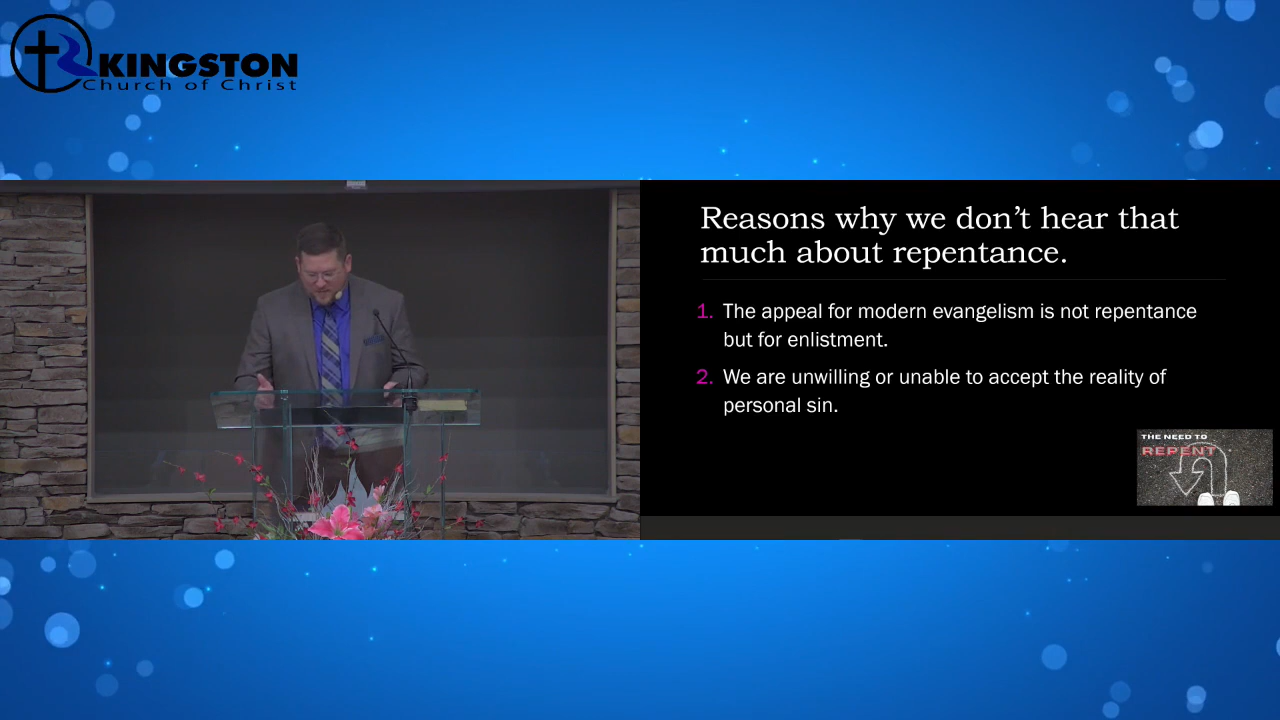 KINGSTON
Church of Christ
Reasons why we don’t hear that
much about repentance.
1. The appeal for modern evangelism is not repentance
but for enlistment.
2. We are unwilling or unable to accept the reality of
personal sin.
THE NEED TO
REPENT